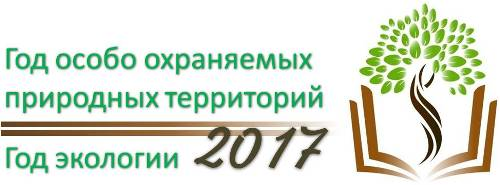 Год особо охраняемых
природных территорий
Год экологии 2017